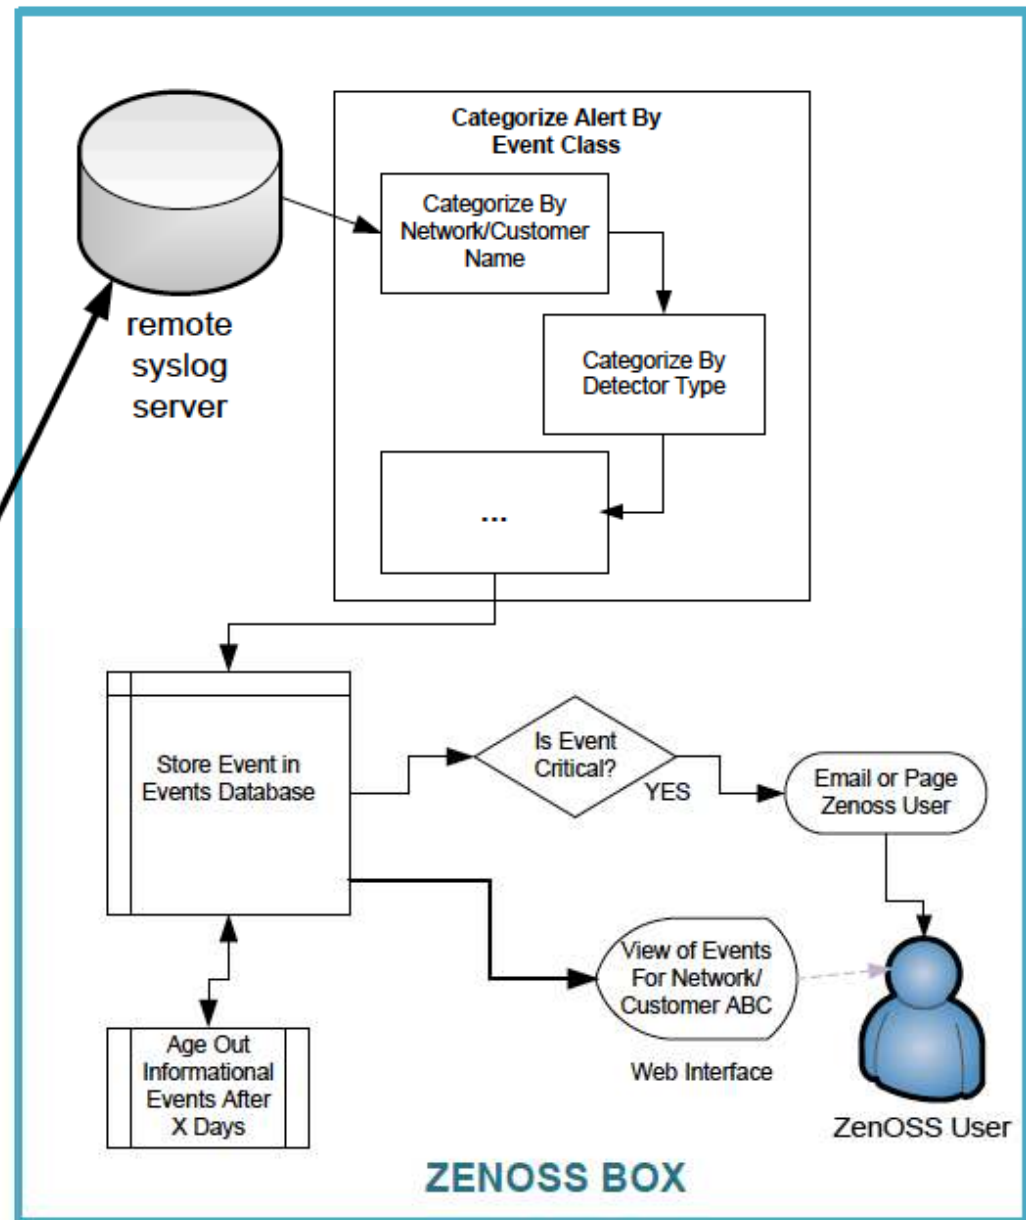 Categorize Alert By
Event Class
Categorize By
Network/Customer
Name
remote
syslog
server
Categorize By
Detector Type
...
Store Event in
Events Database
Is Event
Critical?
YES
Email or Page
Zenoss User
View of Events
For Network/
Customer ABC
Web Interface
Age Out
Informational
Events After
X Days
ZenOSS User
ZENOSS BOX